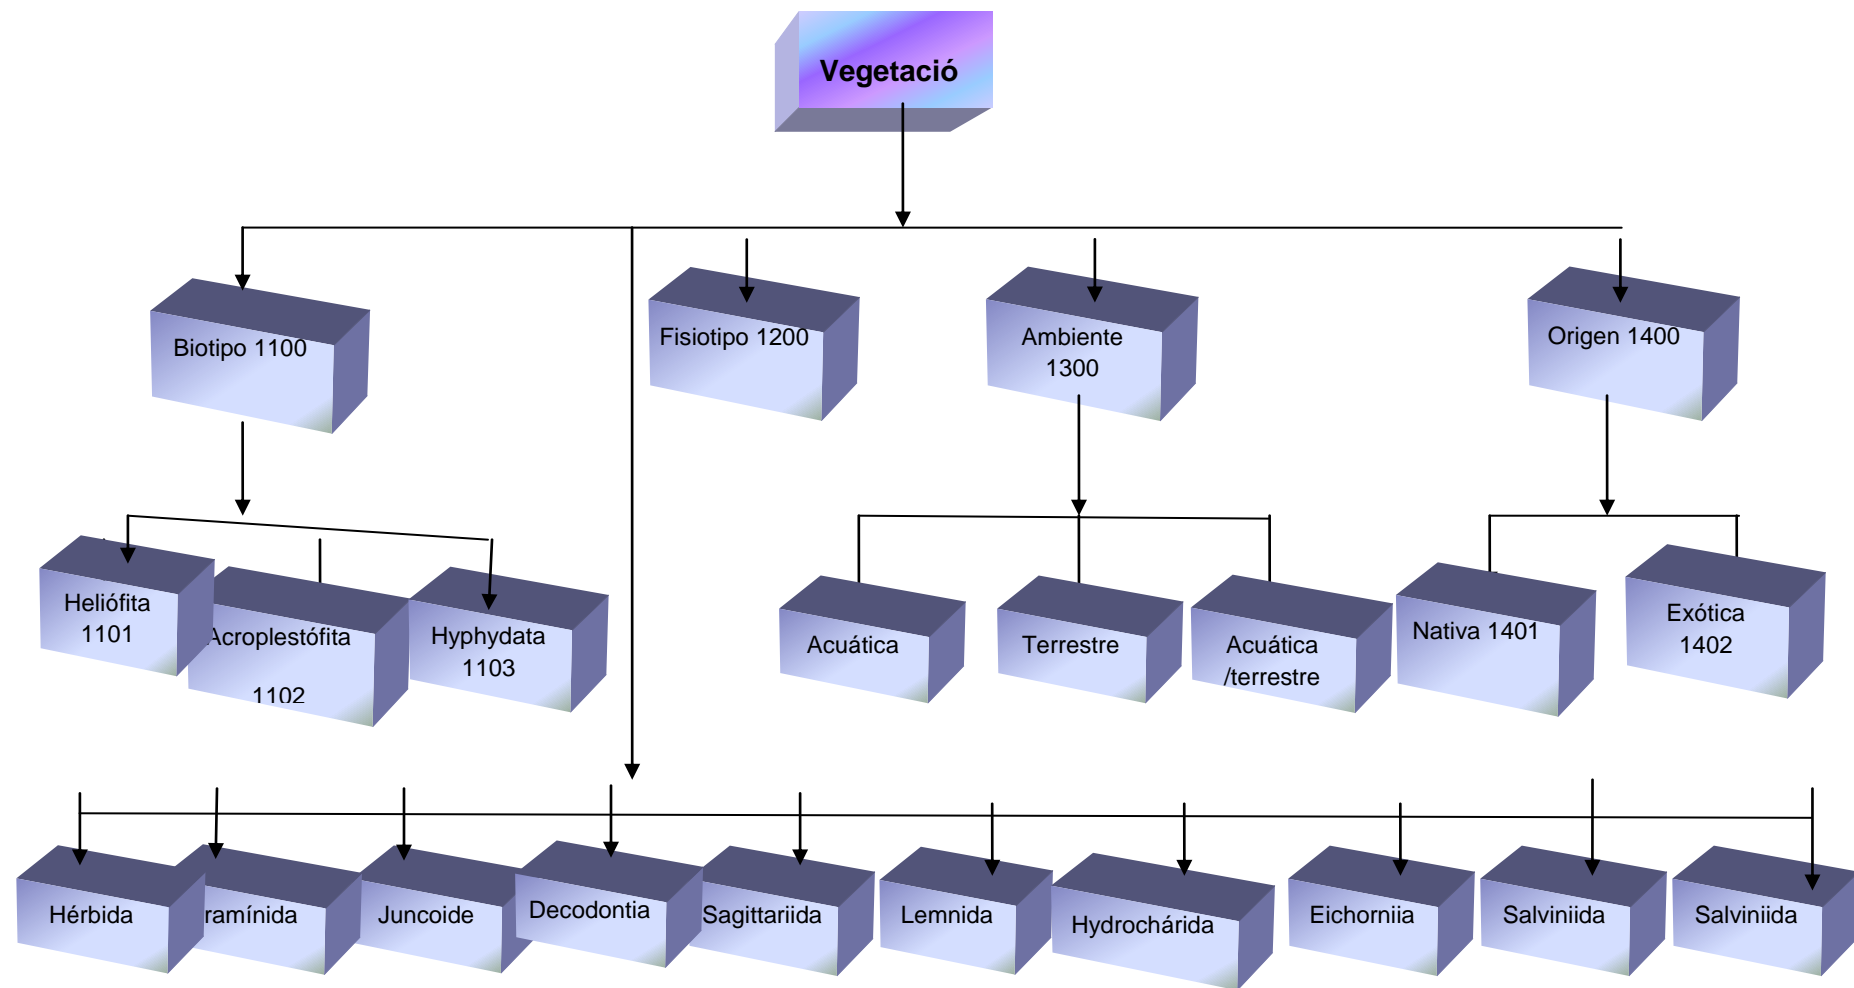 Vegetació
Biotipo 1100
Fisiotipo 1200
Ambiente
1300
Origen 1400
Heliófita
1101
Acroplestófita
1102
Hyphydata
1103
Acuática
Terrestre
Acuática
/terrestre
Nativa 1401
Exótica
1402
Hérbida
ramínida
Juncoide
Decodontia
Sagittariida
Lemnida
Hydrochárida
Eichorniia
Salviniida
Salviniida